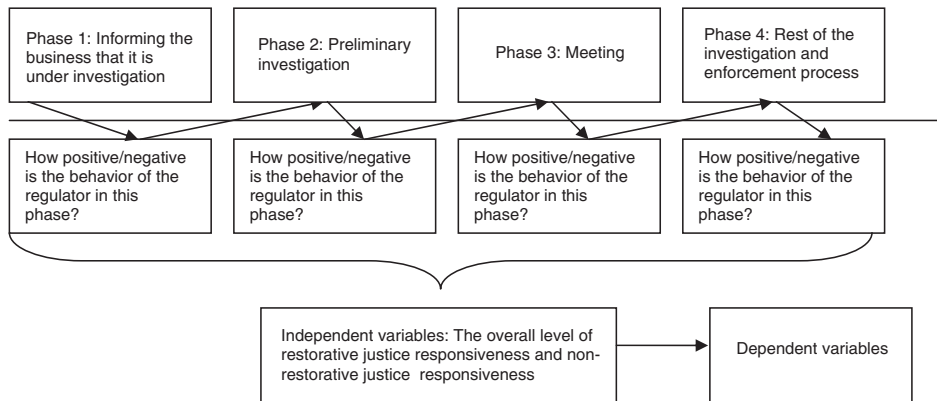 Phase 1: Informing the
business that it is
under investigation
Phase 2: Preliminary
investigation
Phase 3: Meeting
Phase 4: Rest of the
investigation and
enforcement process
How positive/negative
is the behavior of the
regulator in this
phase?
How positive/negative
is the behavior of the
regulator in this
phase?
How positive/negative
is the behavior of the
regulator in this
phase?
How positive/negative
is the behavior of the
regulator in this
phase?
Independent variables: The overall level of
restorative justice responsiveness and non-
restorative justice responsiveness
Dependent variables